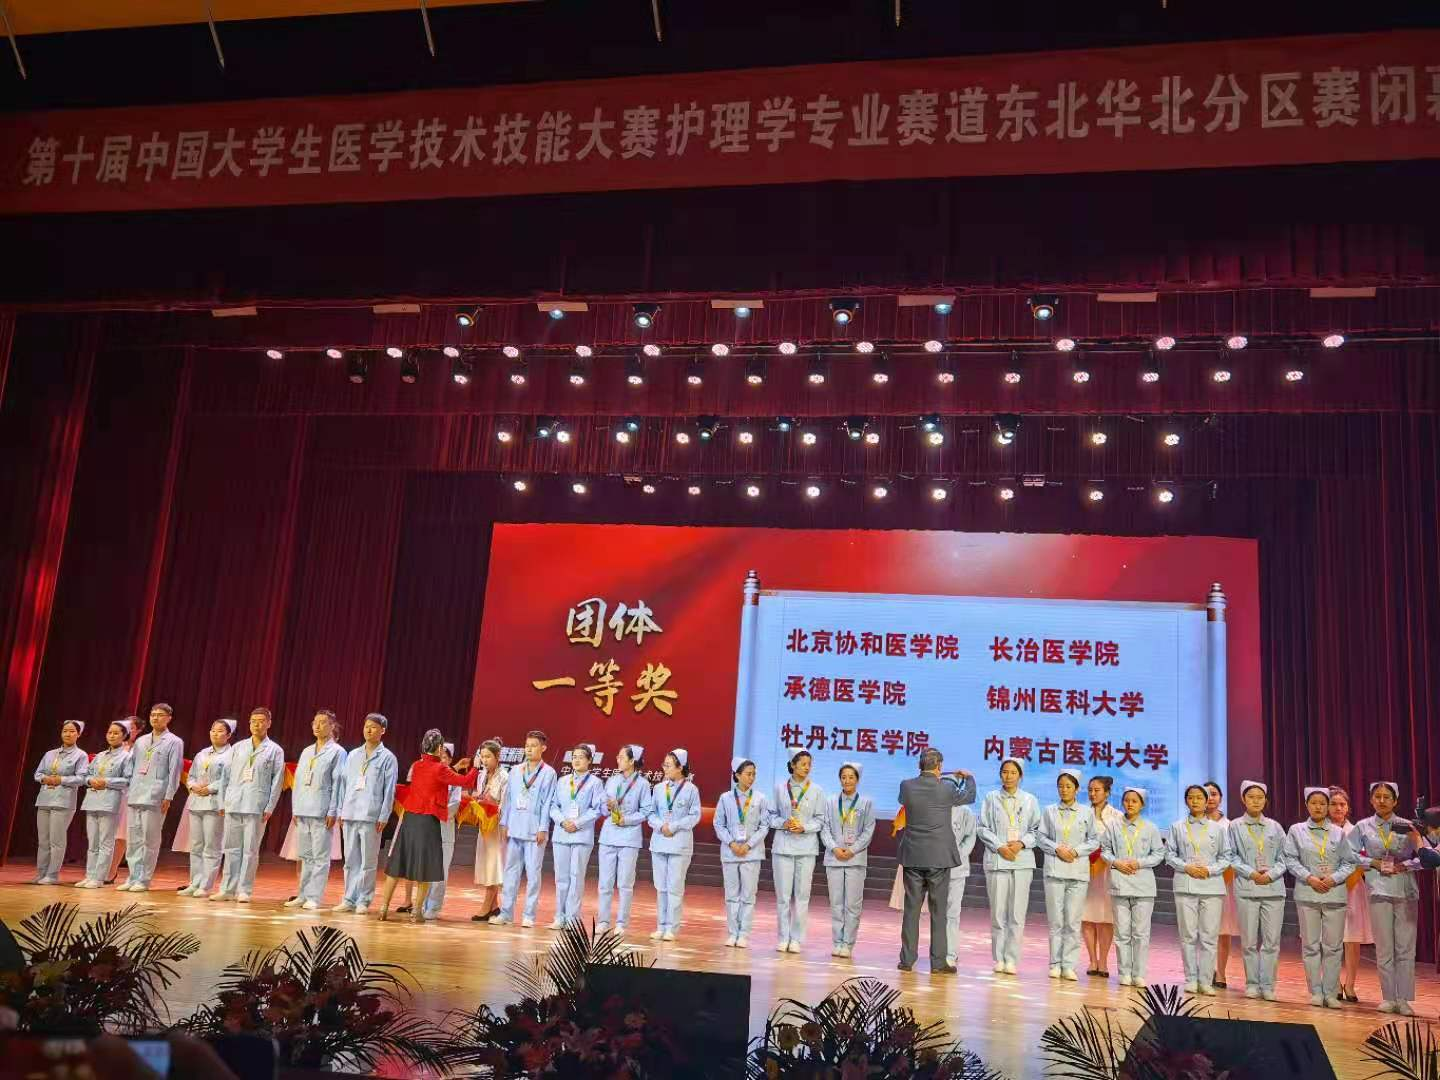 第十届中国大学生医学技术技能大赛护理学专业赛道东北华北分区赛闭幕
团体
一等奖
北京协和医学院 长治医学院
承德医学院 锦州医科大学
牡丹江医学院 内蒙古医科大学